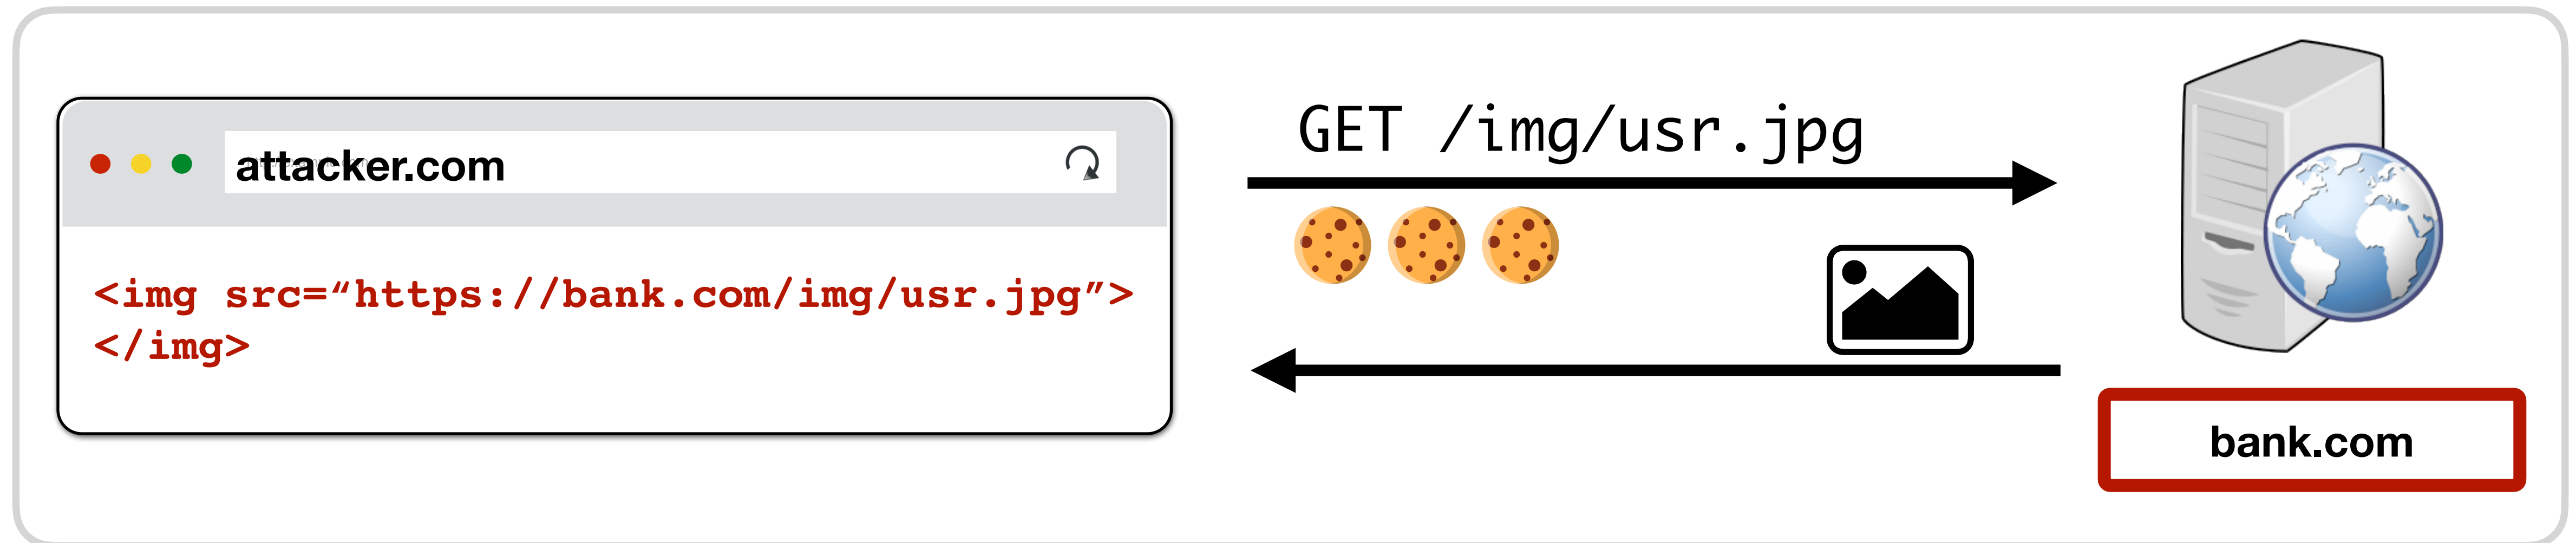 attacker.com
GET /img/usr.jpg
<img src=“https://bank.com/img/usr.jpg”>
</img>
bank.com